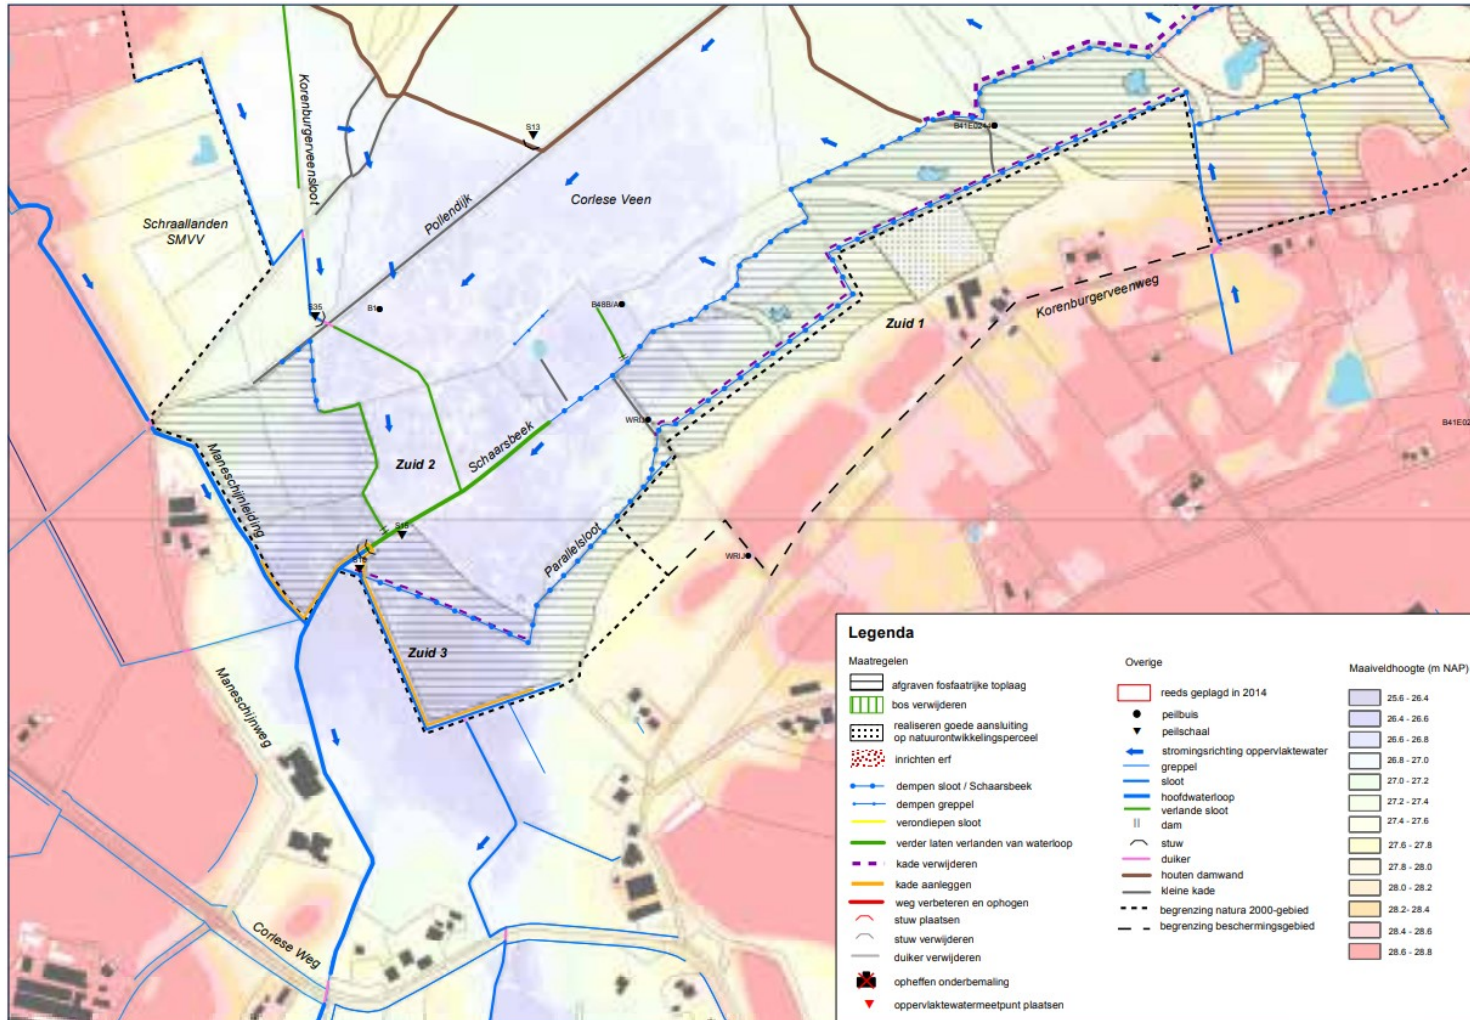 Korenburgerveensloot
S13
B41E0244
Schraallanden
SMVV
Pollendijk
Corlese Veen
S35
B1
B48B/A
Zuid 1
Korenburgerveenweg
WRIJ
B41E02
Maneschijnleiding
Zuid 2
Schaarsbeek
Parallelsloot
WRIJ
Zuid 3
Maneschijnweg
Corlese Weg
Legenda
Maatregelen
afgraven fosfaatrijke toplaag
bos verwijderen
realiseren goede aansluiting
op natuurontwikkelingsperceel
inrichten erf
dempen sloot / Schaarsbeek
dempen greppel
verondiepen sloot
verder laten verlanden van waterloop
kade verwijderen
kade aanleggen
weg verbeteren en ophogen
stuw plaatsen
stuw verwijderen
duiker verwijderen
opheffen onderbemaling
oppervlaktewatermeetpunt plaatsen
Overige
reeds geplagd in 2014
peilbuis
peilschaal
stromingsrichting oppervlaktewater
greppel
sloot
hoofdwaterloop
verlande sloot
dam
stuw
duiker
houten damwand
kleine kade
begrenzing natura 2000-gebied
begrenzing beschermingsgebied
Maaiveldhoogte (m NAP)
25.6 - 26.4
26.4 - 26.6
26.6 - 26.8
26.8 - 27.0
27.0 - 27.2
27.2 - 27.4
27.4 - 27.6
27.6 - 27.8
27.8 - 28.0
28.0 - 28.2
28.2- 28.4
28.4 - 28.6
28.6 - 28.8